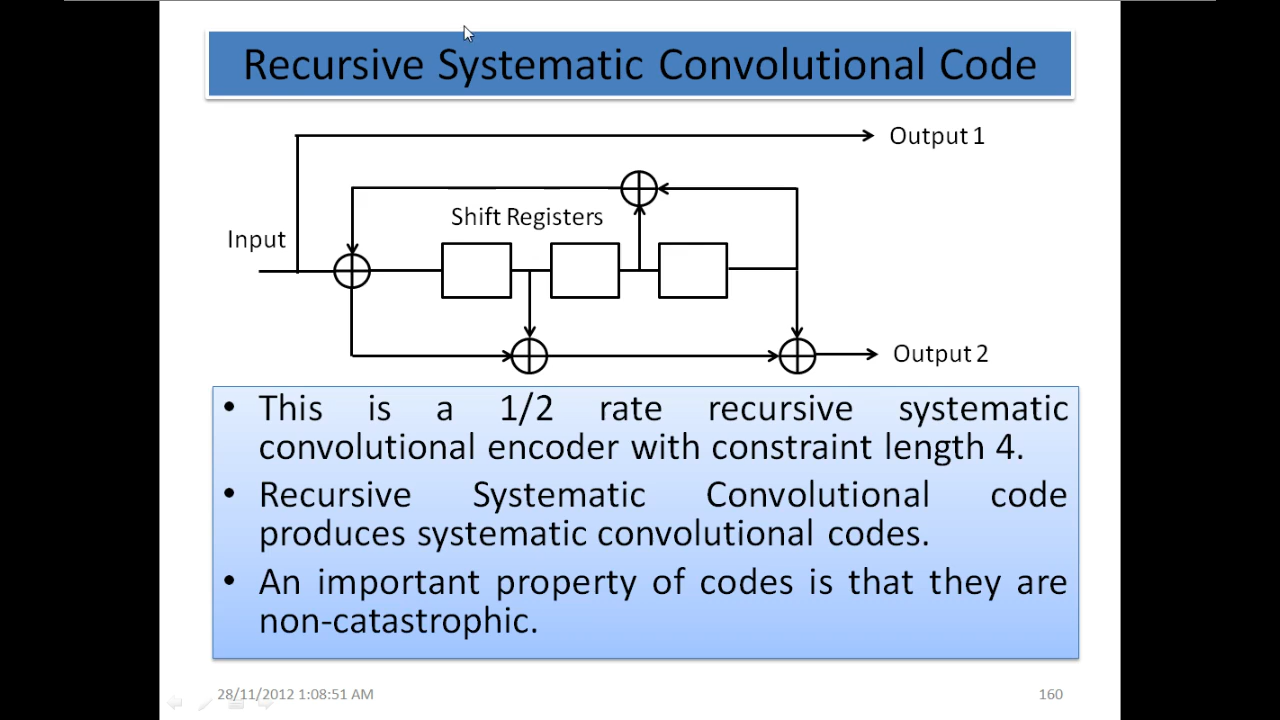 Recursive Systematic Convolutional Code
Output 1
Shift Registers
Input
Output 2
• This is a 1/2 rate recursive systematic
convolutional encoder with constraint length 4.
• Recursive Systematic Convolutional code
produces systematic convolutional codes.
• An important property of codes is that they are
non-catastrophic.
28/11/2012 1:08:51 AM
160